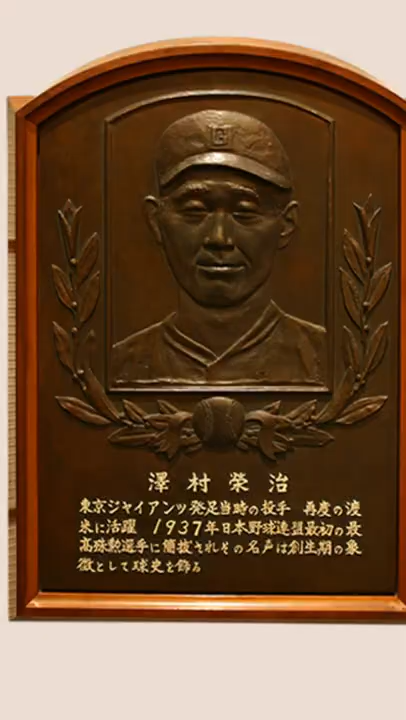 澤村榮治
東京ジャイアンツ発足当時の投手 再度の渡
米に活躍 1937年日本野球連盟最初の最
高殊勲選手に簡抜されその名声は創生期の象
徴として球史を飾る